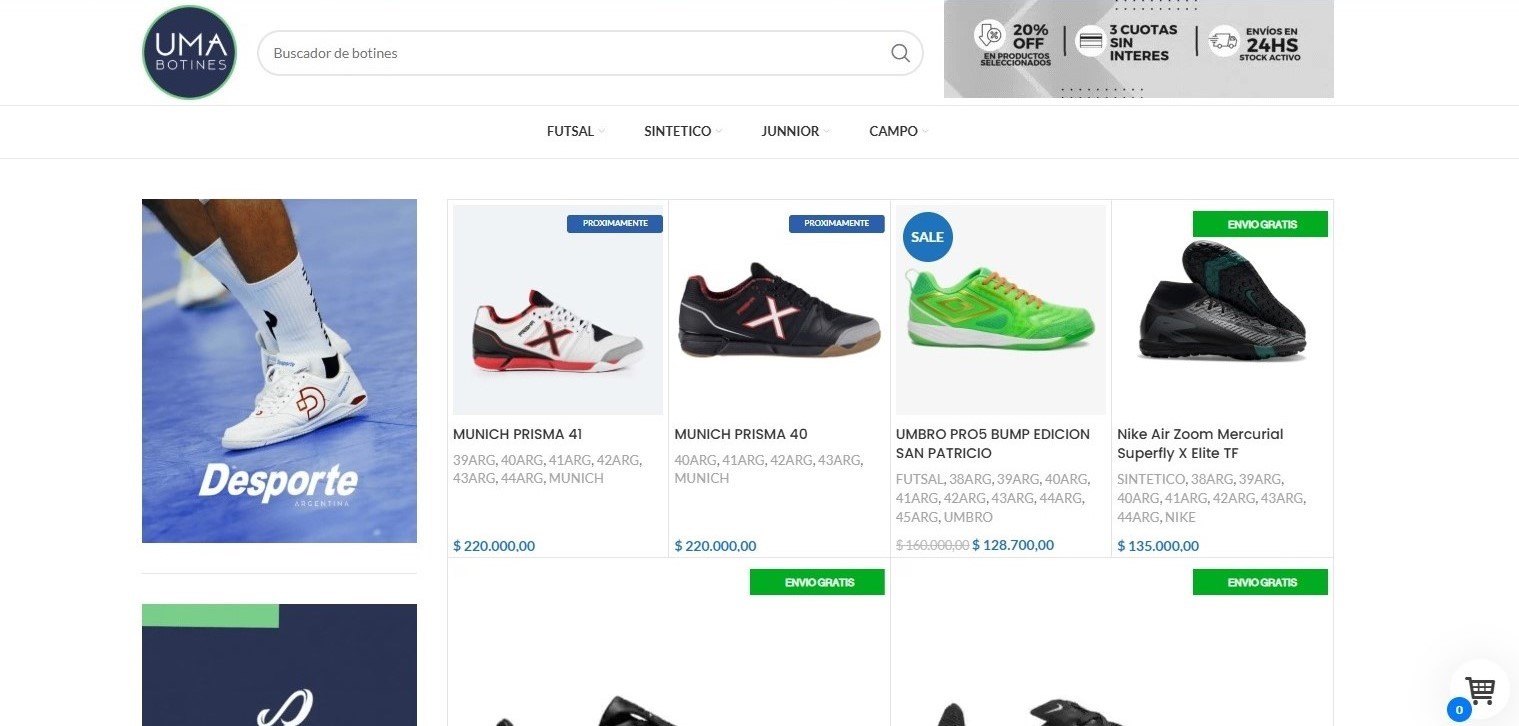 UMA
BOTINES
Buscador de botines
20%
OFF
EN PRODUCTOS
SELECCIONADOS
3 CUOTAS
SIN
INTERES
ENVÍOS EN
24HS
STOCK ACTIVO
FUTSAL
SINTETICO
JUNNIOR
CAMPO
Desporte
Desporte
ARGENTINA
PROXIMAMENTE
MUNICH PRISMA 41
39ARG, 40ARG, 41ARG, 42ARG,
43ARG, 44ARG, MUNICH
$ 220.000,00
PROXIMAMENTE
MUNICH PRISMA 40
40ARG, 41ARG, 42ARG, 43ARG,
MUNICH
$ 220.000,00
SALE
UMBRO PRO5 BUMP EDICION
SAN PATRICIO
FUTSAL, 38ARG, 39ARG, 40ARG,
41ARG, 42ARG, 43ARG, 44ARG,
45ARG, UMBRO
$ 160.000,00 $ 128.700,00
ENVIO GRATIS
Nike Air Zoom Mercurial
Superfly X Elite TF
SINTETICO, 38ARG, 39ARG,
40ARG, 41ARG, 42ARG, 43ARG,
44ARG, NIKE
$ 135.000,00
ENVIO GRATIS
ENVIO GRATIS
0